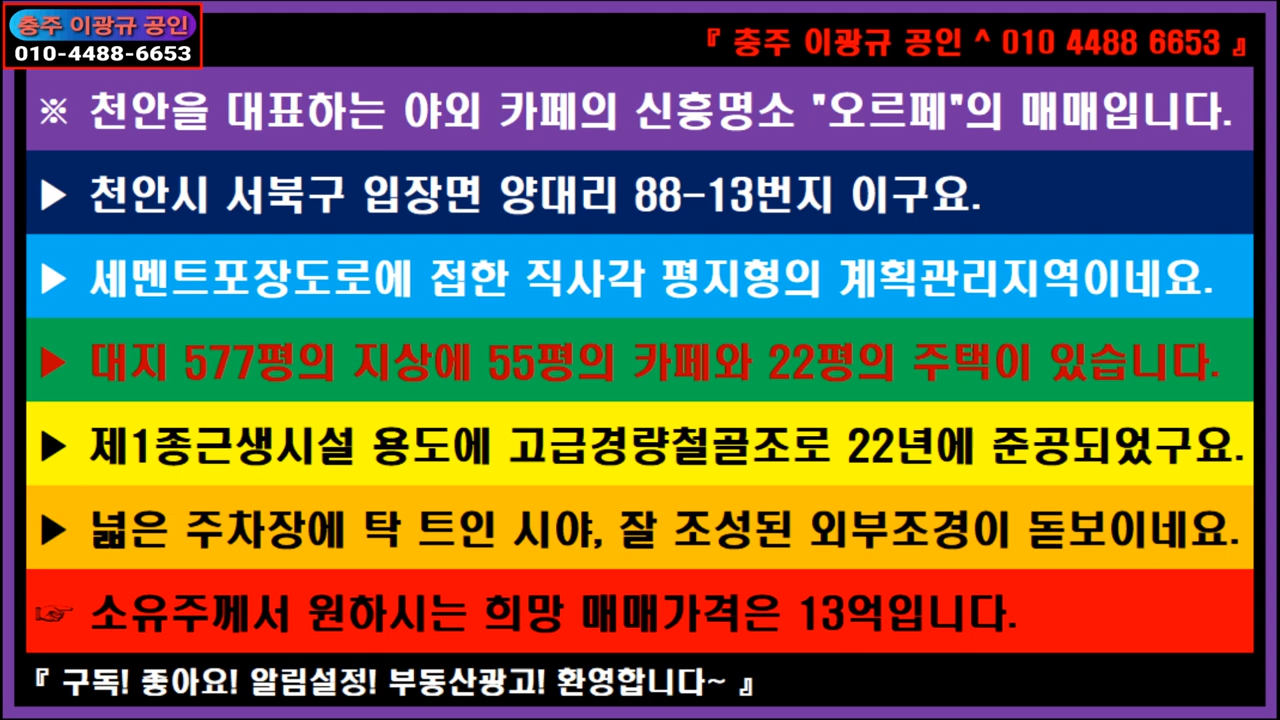 충주 이광규 공인
010-4488-6653
『 충주 이광규 공인 ^ 010 4488 6653 』
※ 천안을 대표하는 야외 카페의 신흥명소 "오르페"의 매매입니다.
▶ 천안시 서북구 입장면 양대리 88-13번지 이구요.
▶ 세멘트포장도로에 접한 직사각 평지형의 계획관리지역이네요.
▶ 대지 577평의 지상에 55평의 카페와 22평의 주택이 있습니다.
▶ 제1종근생시설 용도에 고급경량철골조로 22년에 준공되었구요.
▶ 넓은 주차장에 탁 트인 시야, 잘 조성된 외부조경이 돋보이네요.
☞ 소유주께서 원하시는 희망 매매가격은 13억입니다.
『 구독! 좋아요! 알림설정! 부동산광고! 환영합니다~ 』